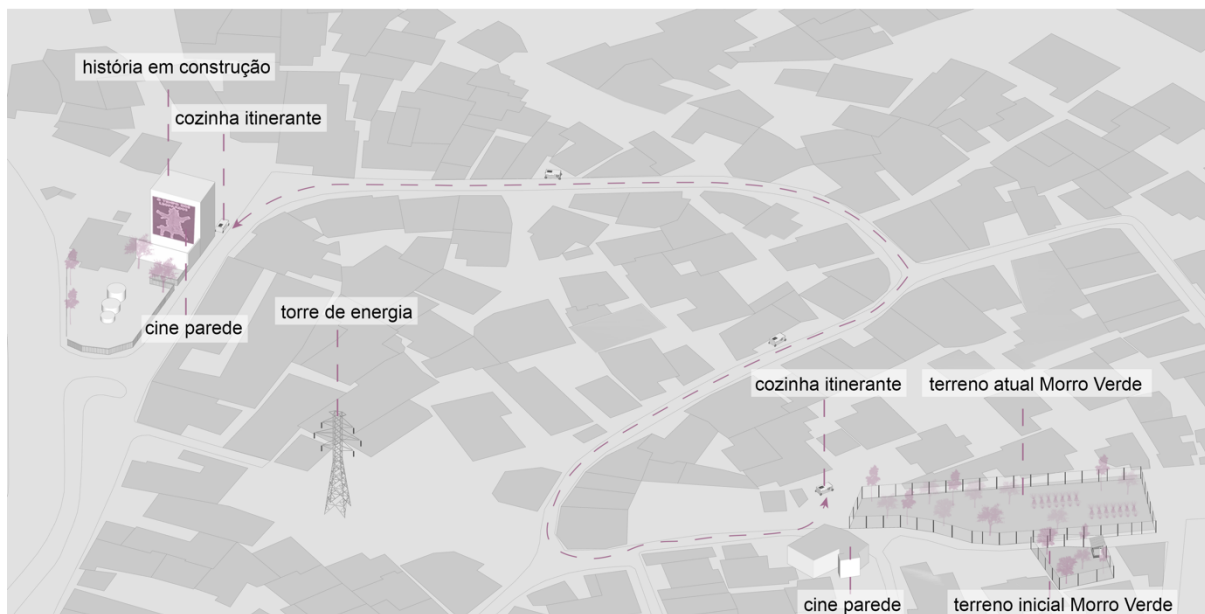 história em construção
cozinha itinerante
torre de energia
cine parede
cozinha itinerante
terreno atual Morro Verde
cine parede
terreno inicial Morro Verde